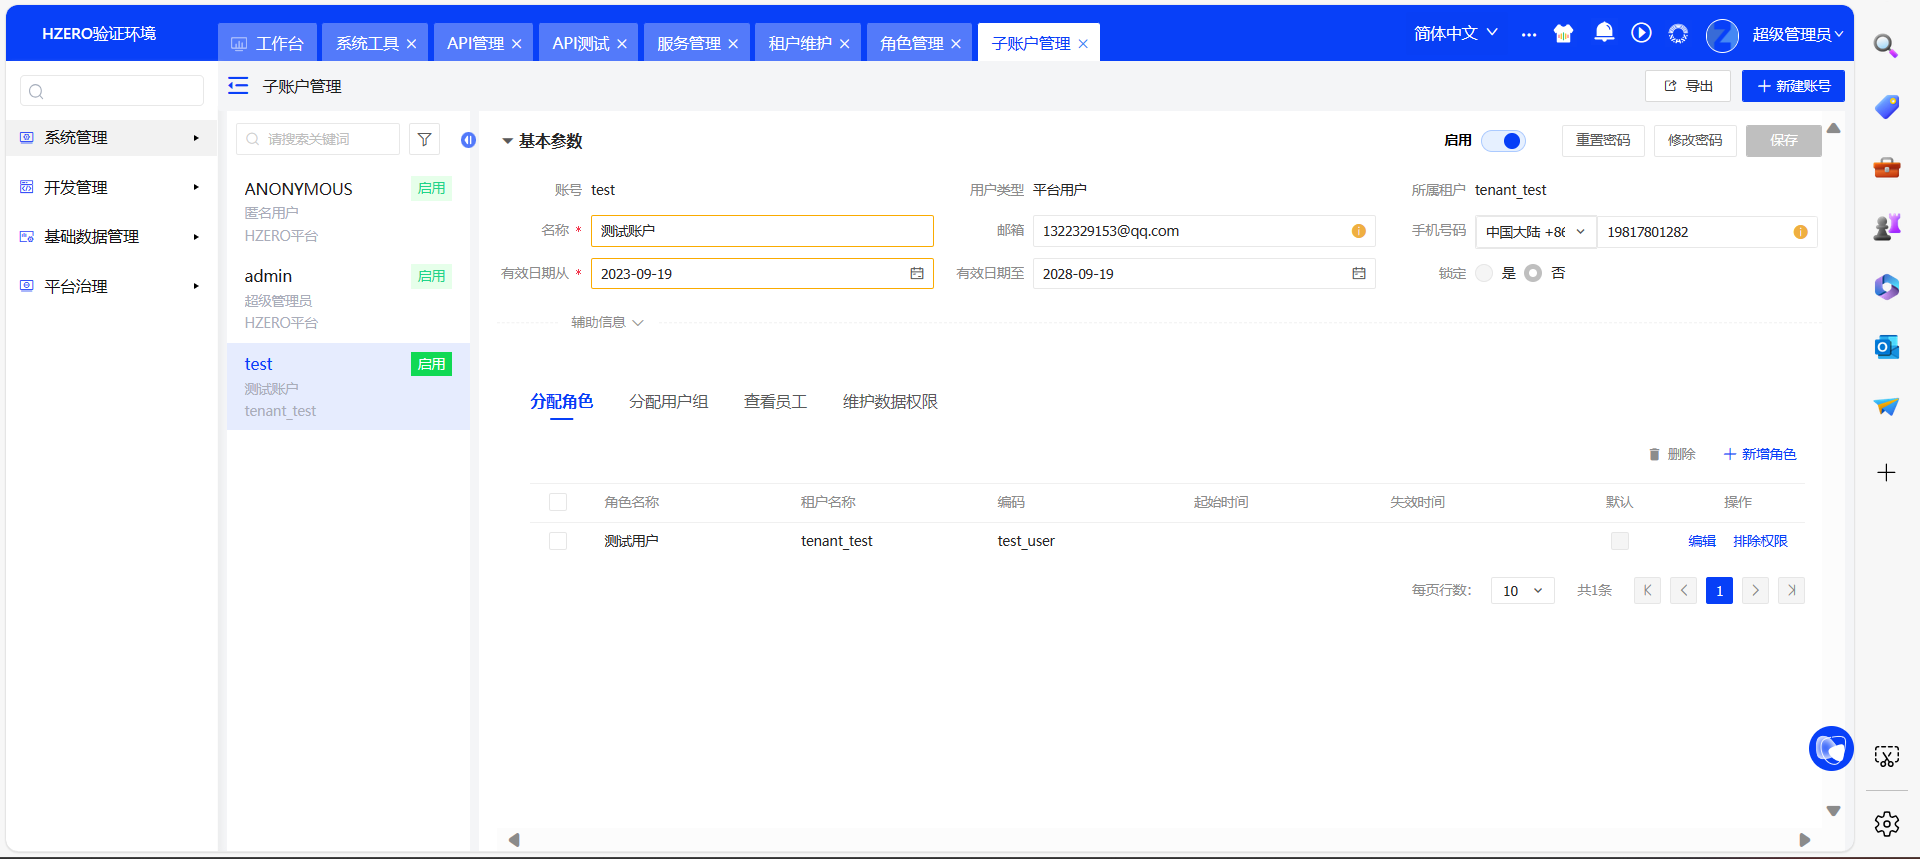 HZERO验证环境
工作台
系统工具
API管理
API测试
服务管理
租户维护
角色管理
子账户管理
简体中文
超级管理员
子账户管理
导出
新建账号
系统管理
开发管理
基础数据管理
平台治理
请搜索关键词
ANONYMOUS
启用
匿名用户
HZERO平台
admin
启用
超级管理员
HZERO平台
test
启用
测试账户
tenant_test
基本参数
启用
重置密码
修改密码
保存
账号 test
用户类型 平台用户
所属租户 tenant_test
名称 * 测试账户
邮箱 1322329153@qq.com
手机号码 中国大陆 +86 19817801282
有效日期从 * 2023-09-19
有效日期至 2028-09-19
锁定 是 否
辅助信息
分配角色
分配用户组
查看员工
维护数据权限
删除
新增角色
角色名称 租户名称 编码 起始时间 失效时间 默认 操作
测试用户 tenant_test test_user 编辑 排除权限
每页行数: 10 共1条 1